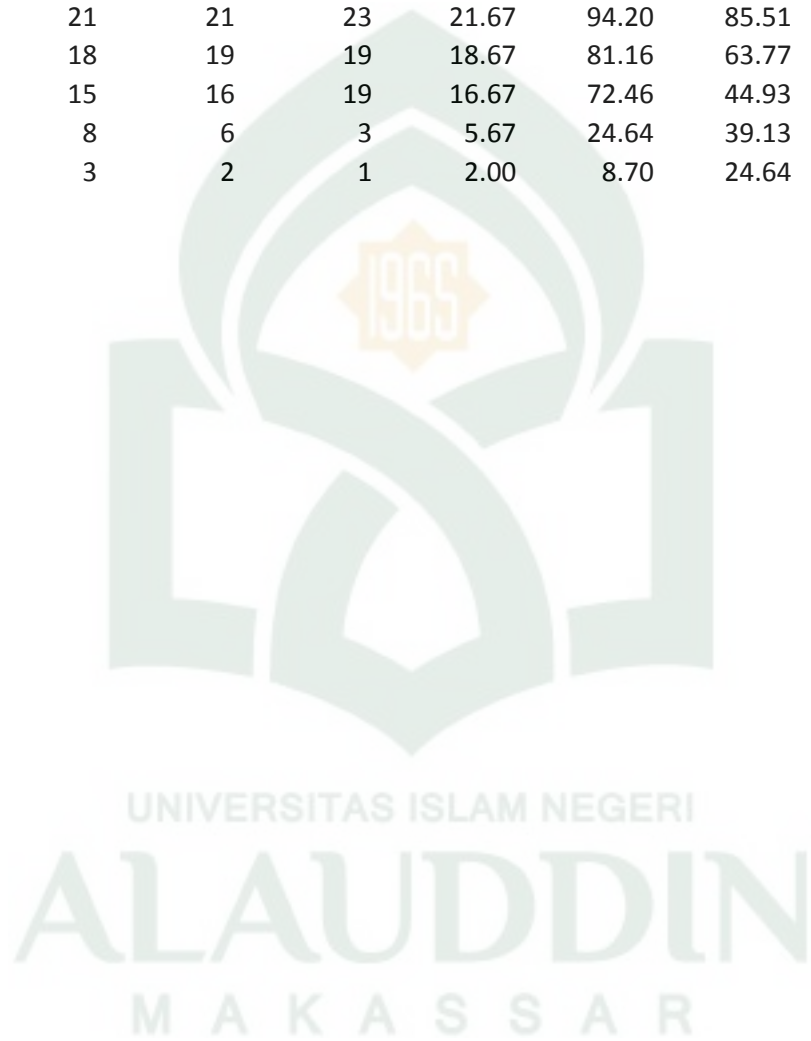 21 21 23 21.67 94.20 85.51
18 19 19 18.67 81.16 63.77
15 16 19 16.67 72.46 44.93
8 6 3 5.67 24.64 39.13
3 2 1 2.00 8.70 24.64
1965
UNIVERSITAS ISLAM NEGERI
ALAUDDIN
MAKASSAR